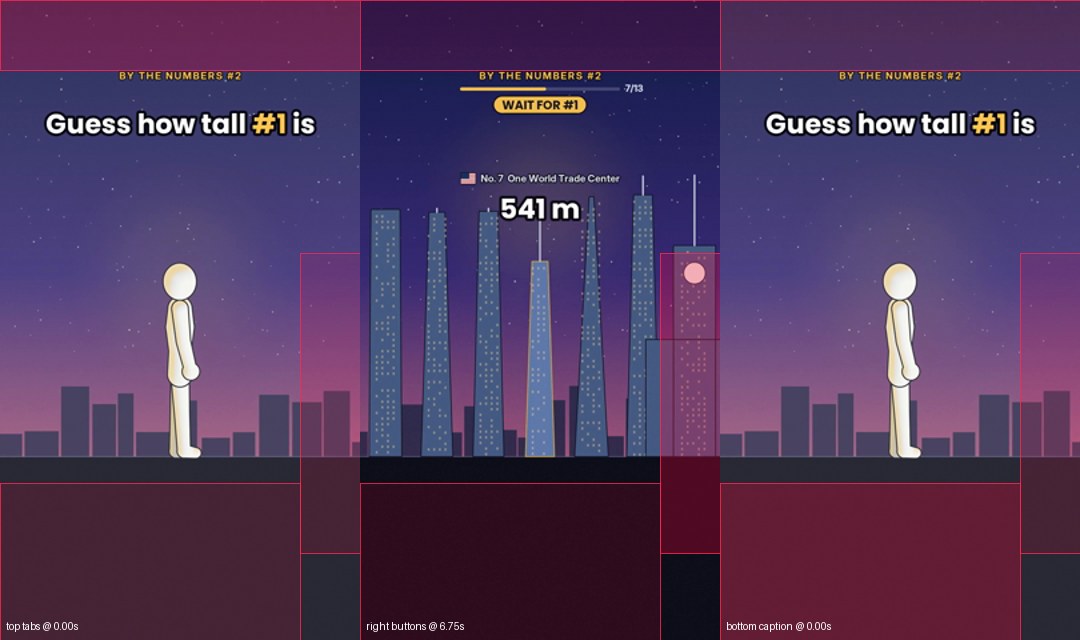 BY THE NUMBERS #2
Guess how tall #1 is
top tabs @ 0.00s
BY THE NUMBERS #2
7/13
WAIT FOR #1
No. 7 One World Trade Center
541 m
right buttons @ 6.75s
BY THE NUMBERS #2
Guess how tall #1 is
bottom caption @ 0.00s